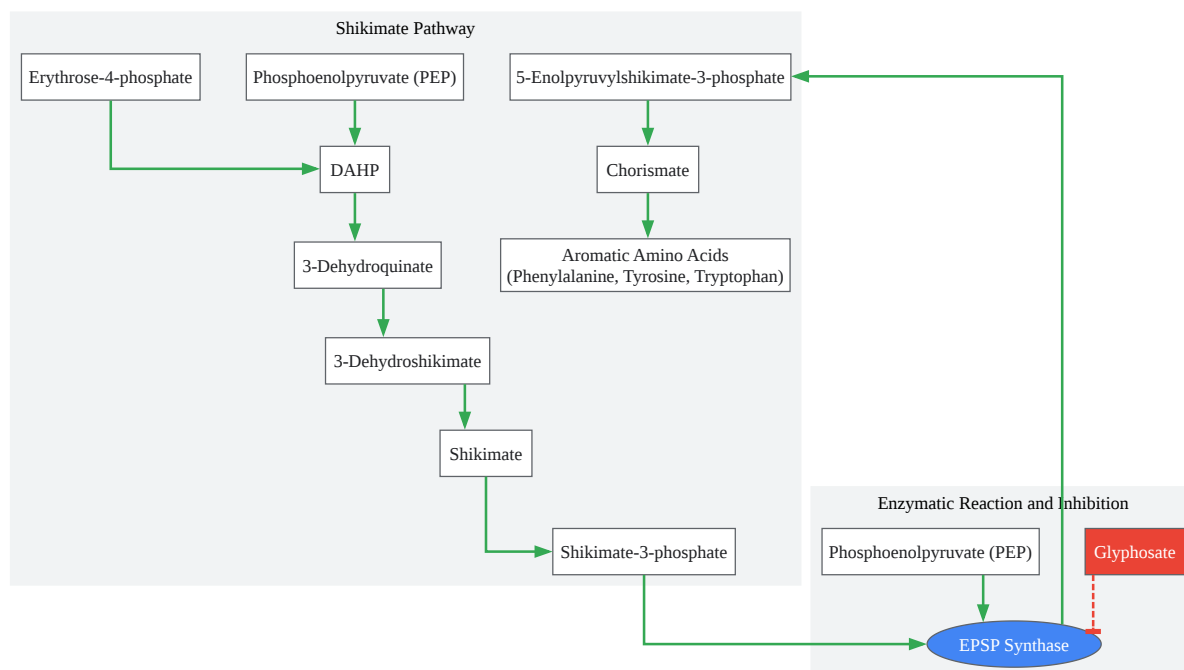 Shikimate Pathway
Erythrose-4-phosphate
Phosphoenolpyruvate (PEP)
5-Enolpyruvylshikimate-3-phosphate
DAHP
Chorismate
3-Dehydroquinate
Aromatic Amino Acids
(Phenylalanine, Tyrosine, Tryptophan)
3-Dehydroshikimate
Shikimate
Shikimate-3-phosphate
Enzymatic Reaction and Inhibition
Phosphoenolpyruvate (PEP)
Glyphosate
EPSP Synthase